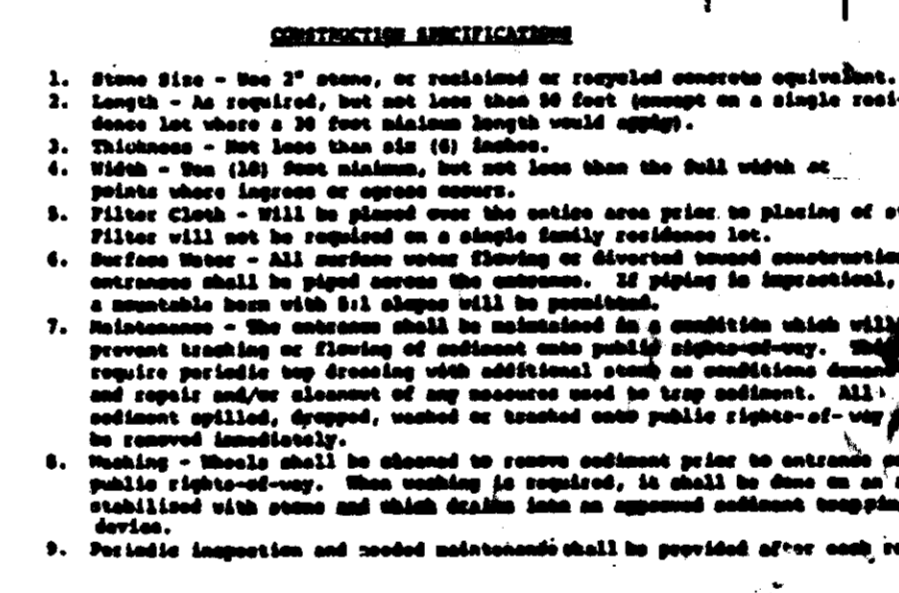 CONSTRUCTION SPECIFICATIONS
1. Stone Size - Use 2" stone, or reclaimed or recycled concrete equivalent.
2. Length - As required, but not less than 50 feet (except on a single resi-
dence lot where a 30 foot minimum length would apply).
3. Thickness - Not less than six (6) inches.
4. Width - Ten (10) foot minimum, but not less than the full width at
points where ingress or egress occurs.
5. Filter Cloth - Will be placed over the entire area prior to placing of
Filter will not be required on a single family residence lot.
6. Surface Water - All surface water flowing or diverted toward
entrances shall be piped across the entrance. If piping is impractical,
a mountable berm with 5:1 slopes will be permitted.
7. Maintenance - The entrance shall be maintained in a condition which will
prevent tracking or flowing of sediment onto public rights-of-way.
require periodic top dressing with additional stone as conditions demand
and repair and/or cleanout of any measures used to trap sediment. All
sediment spilled, dropped, washed or tracked onto public rights-of-way
be removed immediately.
8. Washing - Wheels shall be cleaned to remove sediment prior to entrance
public rights-of-way. When washing is required, it shall be done on an
stabilized with stone and which drains into an approved sediment
device.
9. Periodic inspection and needed maintenance shall be provided after each